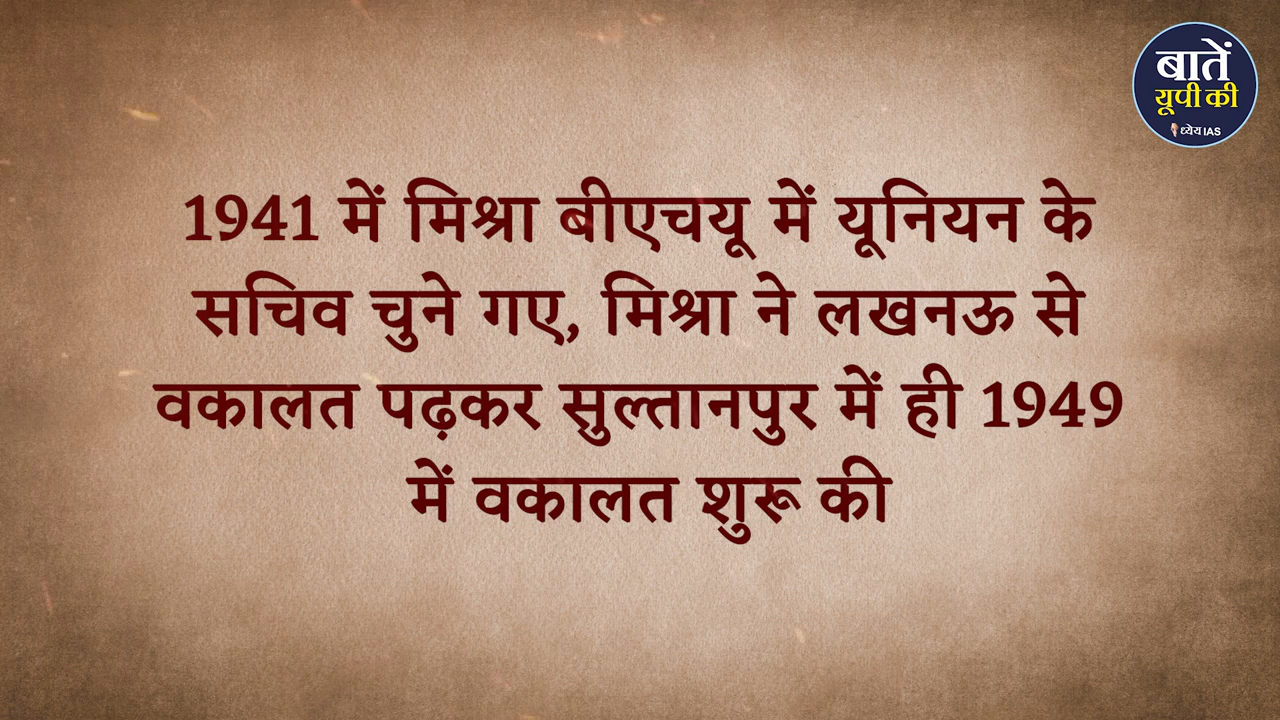 बातें
यूपी की
ध्येय IAS
1941 में मिश्रा बीएचयू में यूनियन के
सचिव चुने गए, मिश्रा ने लखनऊ से
वकालत पढ़कर सुल्तानपुर में ही 1949
में वकालत शुरू की